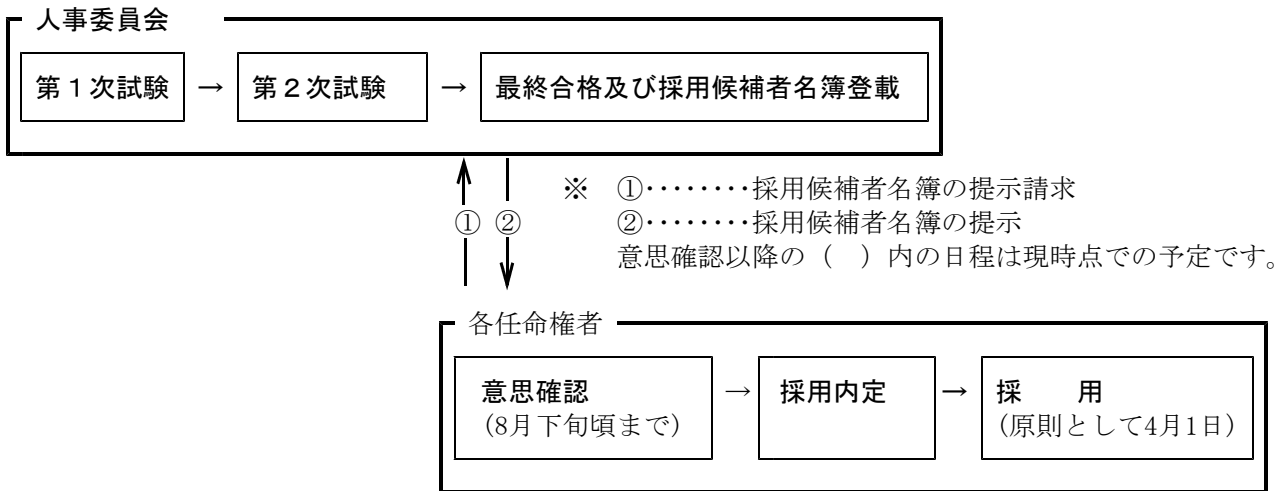 人事委員会
第１次試験 → 第２次試験 → 最終合格及び採用候補者名簿登載
① ②
※ ①‥‥‥‥採用候補者名簿の提示請求
②‥‥‥‥採用候補者名簿の提示
意思確認以降の（　）内の日程は現時点での予定です。
各任命権者
意思確認 → 採用内定 → 採　　用
(8月下旬頃まで) (原則として4月1日)